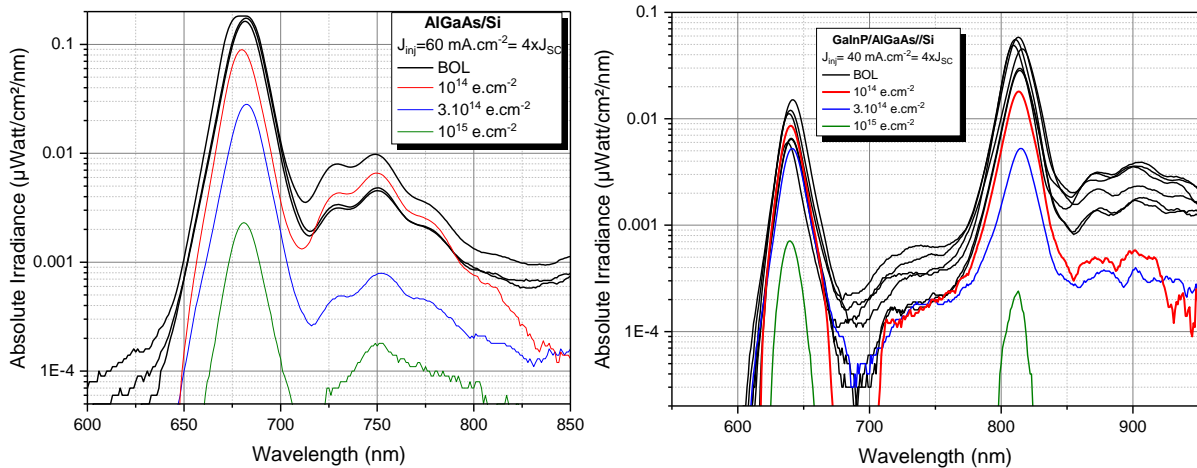 AlGaAs/Si
Jinj=60 mA.cm-2= 4xJSC
BOL
10^14 e.cm-2
3.10^14 e.cm-2
10^15 e.cm-2
0.1
0.01
0.001
1E-4
Absolute Irradiance (µWatt/cm²/nm)
600 650 700 750 800 850
Wavelength (nm)
GaInP/AlGaAs//Si
Jinj= 40 mA.cm-2= 4xJSC
BOL
10^14 e.cm-2
3.10^14 e.cm-2
10^15 e.cm-2
0.1
0.01
0.001
1E-4
Absolute Irradiance (µWatt/cm²/nm)
600 700 800 900
Wavelength (nm)